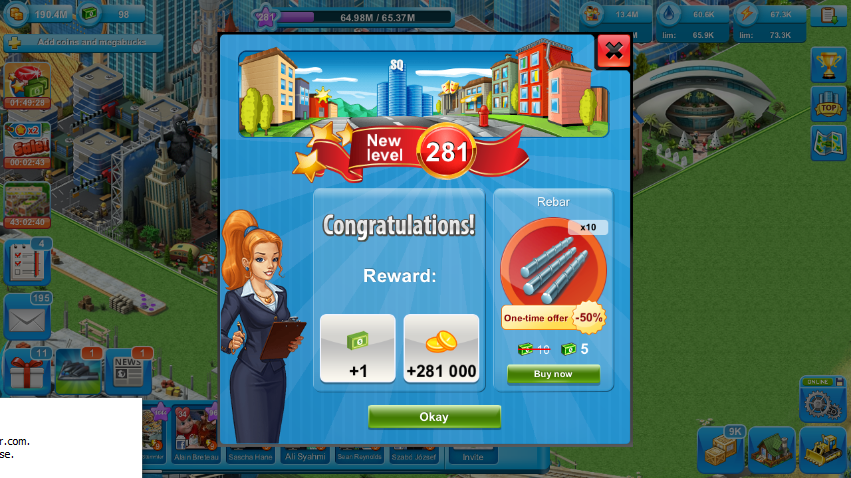 190.4M
98
281
64.98M / 65.37M
13.4M
60.6K
67.3K
lim: 65.9K
lim: 73.3K
Add coins and megabucks
SQ
New
level
281
01:49:28
x2
Sale!
00:02:43
43:02:40
TOP
Congratulations!
Reward:
+1
+281 000
Rebar
x10
One-time offer
-50%
10
5
Buy now
Okay
4
195
11
1
1
NEWS
ONLINE
9K
r.com.
se.
34
Albin Breleau
Sascha Hane
Ali Syahmi
Sean Reynolds
Szabó József
Invite